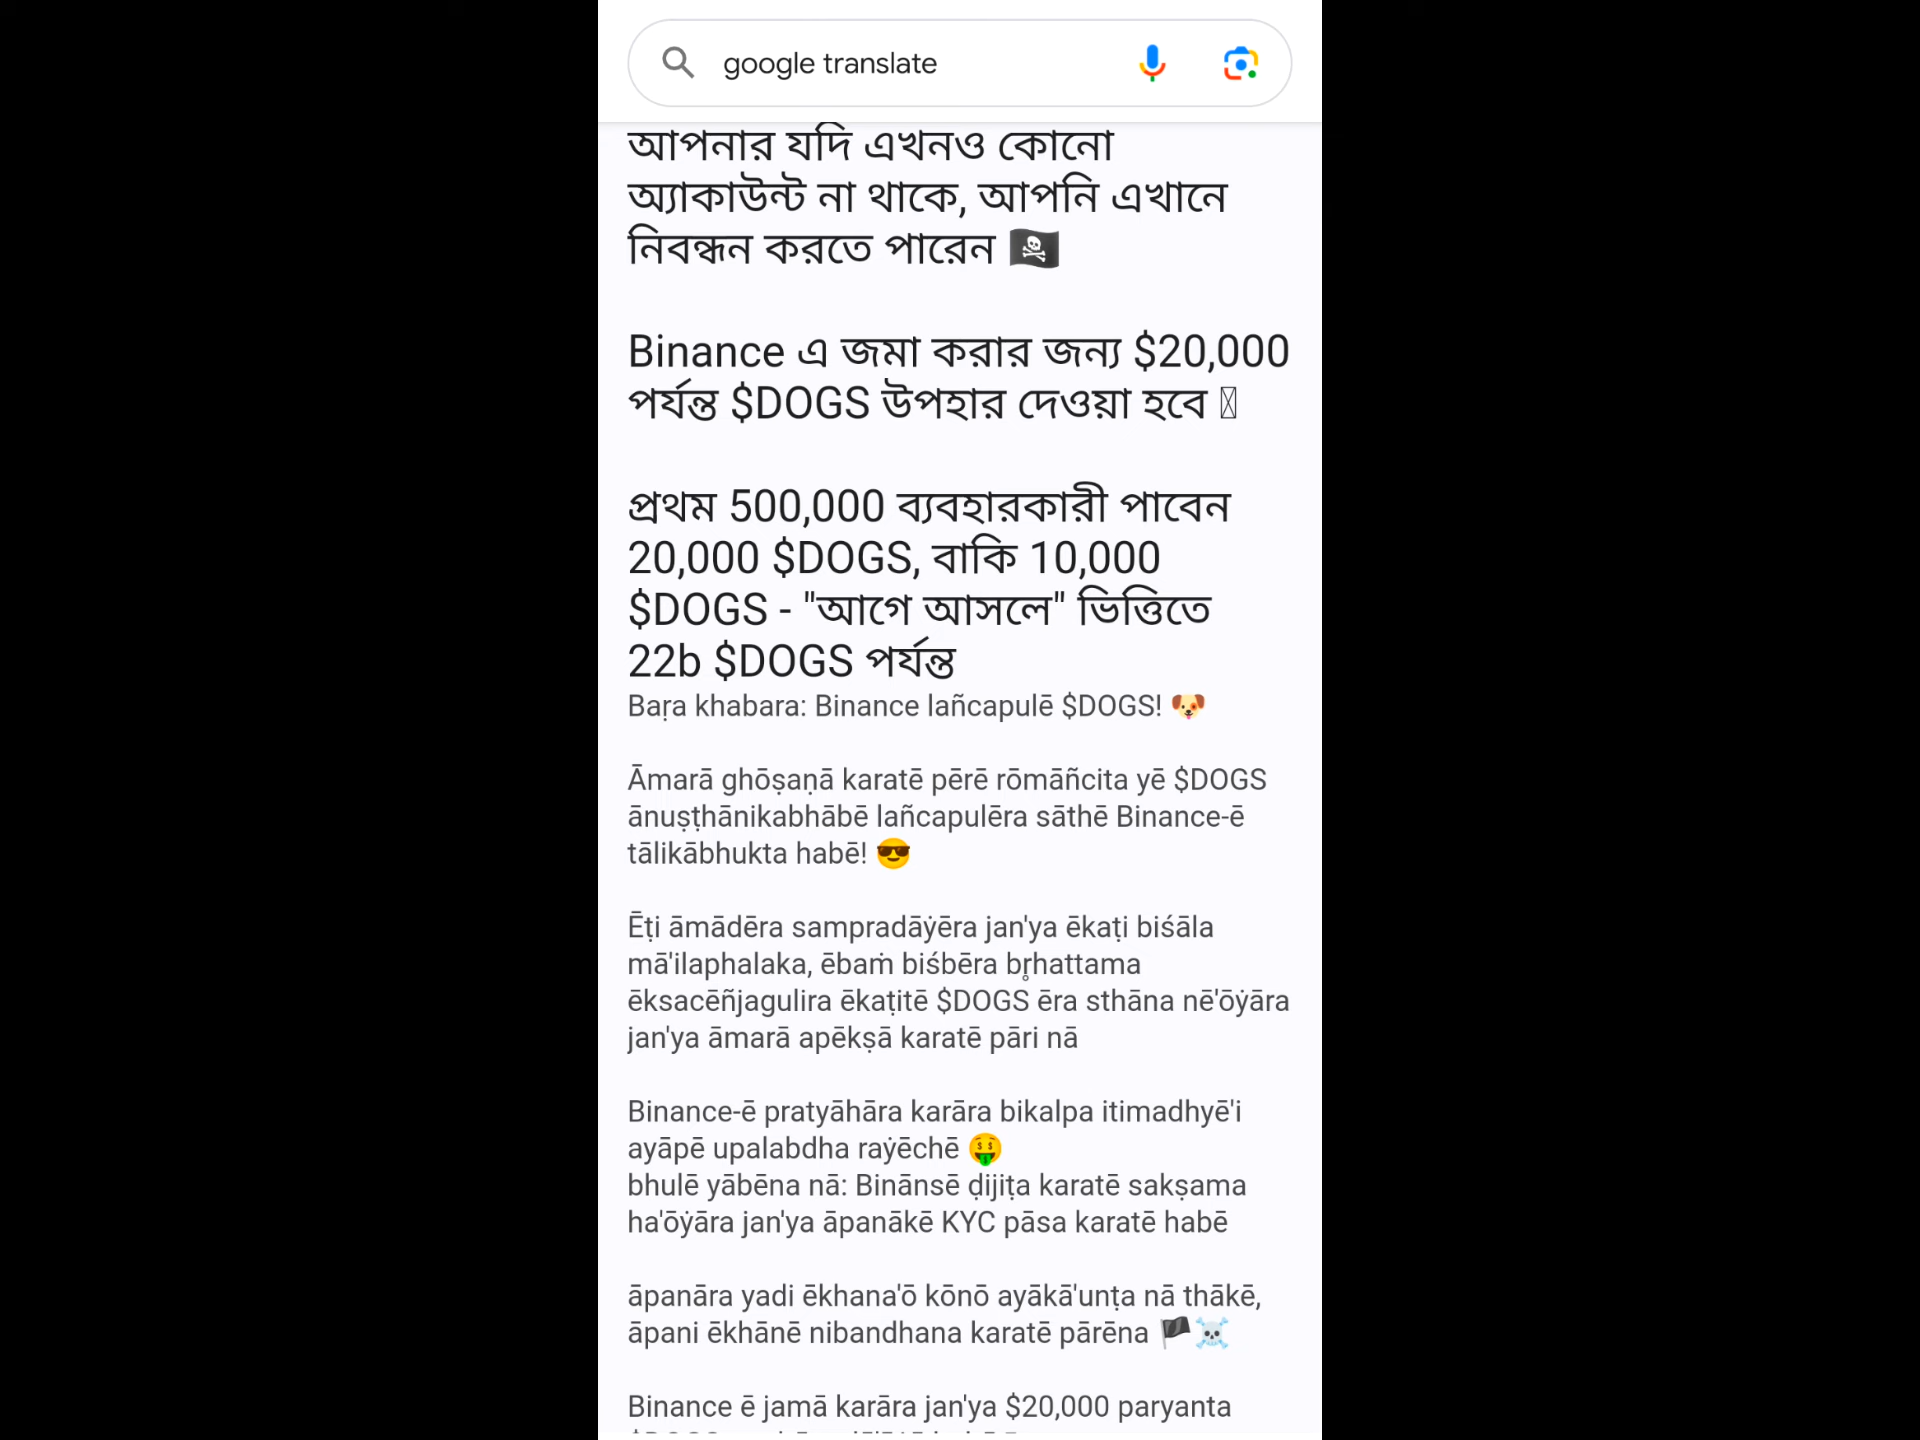 google translate
আপনার যদি এখনও কোনো
অ্যাকাউন্ট না থাকে, আপনি এখানে
নিবন্ধন করতে পারেন 🏴‍☠️
Binance এ জমা করার জন্য $20,000
পর্যন্ত $DOGS উপহার দেওয়া হবে
প্রথম 500,000 ব্যবহারকারী পাবেন
20,000 $DOGS, বাকি 10,000
$DOGS - "আগে আসলে" ভিত্তিতে
22b $DOGS পর্যন্ত
Baṛa khabara: Binance lañcapulē $DOGS! 🐶
Āmarā ghōṣaṇā karatē pērē rōmāñcita yē $DOGS
ānuṣṭhānikabhābē lañcapulēra sāthē Binance-ē
tālikābhukta habē! 😎
Ēṭi āmādēra sampradāẏēra jan'ya ēkaṭi biśāla
mā'ilaphalaka, ēbaṁ biśbēra br̥hattama
ēksacēñjagulira ēkaṭitē $DOGS ēra sthāna nē'ōẏāra
jan'ya āmarā apēkṣā karatē pāri nā
Binance-ē pratyāhāra karāra bikalpa itimadhyē'i
ayāpē upalabdha raẏēchē 🤑
bhulē yābēna nā: Binānsē ḍijiṭa karatē sakṣama
ha'ōẏāra jan'ya āpanākē KYC pāsa karatē habē
āpanāra yadi ēkhana'ō kōnō ayākā'unṭa nā thākē,
āpani ēkhānē nibandhana karatē pārēna 🏴☠️
Binance ē jamā karāra jan'ya $20,000 paryanta